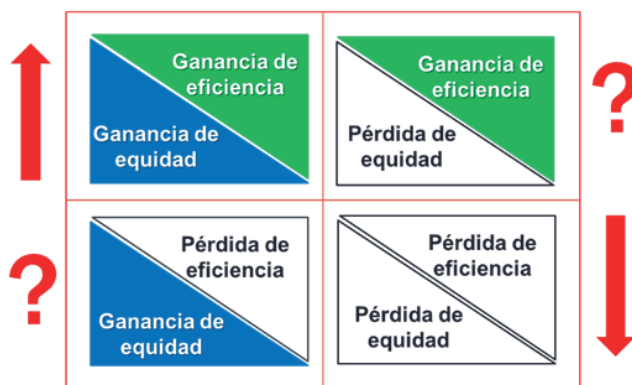 Ganancia de
eficiencia
Ganancia de
equidad
Ganancia de
eficiencia
Pérdida de
equidad
?
?
Pérdida de
eficiencia
Ganancia de
equidad
Pérdida de
eficiencia
Pérdida de
equidad